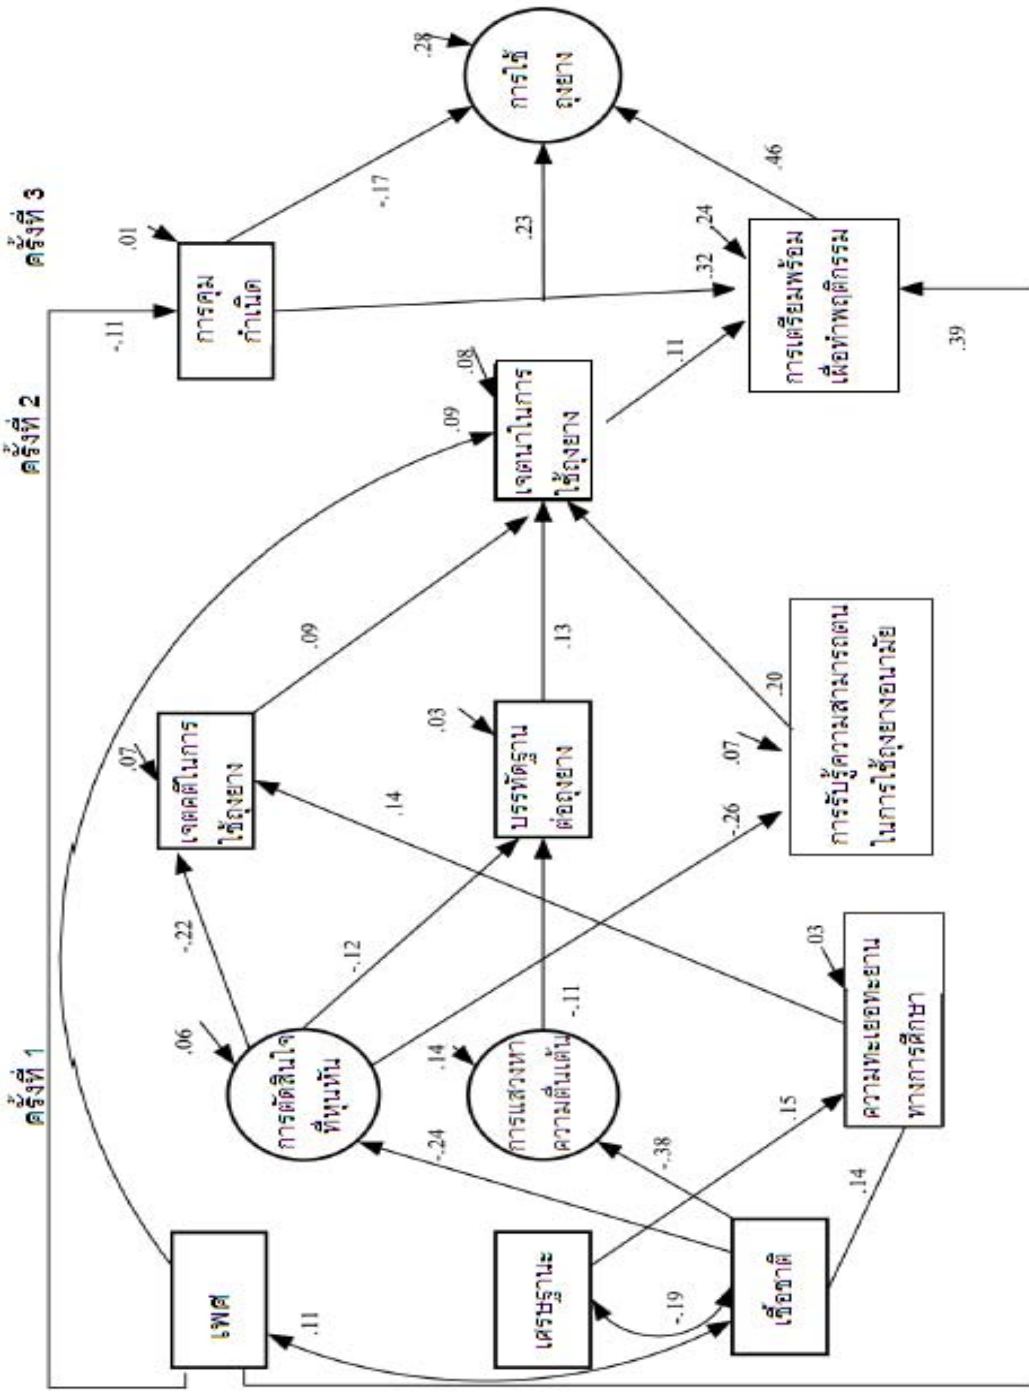 ครั้งที่ 1
ครั้งที่ 2
ครั้งที่ 3
-.11
เพศ
.11
เศรษฐานะ
-.19
เชื้อชาติ
.06
การตัดสินใจ
ที่หุนหัน
-.24
.14
การแสวงหา
ความตื่นเต้น
-.38
.15
.14
.03
ความทะเยอทะยาน
ทางการศึกษา
-.22
-.12
-.11
-.26
.14
.07
เจตคติในการ
ใช้ถุงยาง
.03
บรรทัดฐาน
ต่อถุงยาง
.07
การรับรู้ความสามารถตน
ในการใช้ถุงยางอนามัย
.09
.13
.20
.09
.08
เจตนาในการ
ใช้ถุงยาง
.11
.01
การคุม
กำเนิด
-.17
.23
.32
.24
การเตรียมพร้อม
เผื่อทำพฤติกรรม
.39
.46
.28
การใช้
ถุงยาง